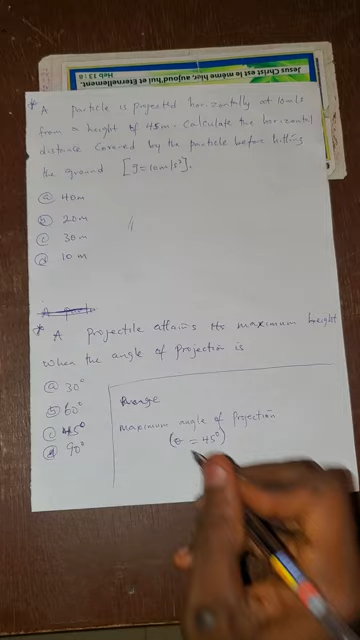 Jésus Christ est le même hier, aujourd'hui et Eternellement.
Heb 13:8
* A particle is projected horizontally at 10m/s
from a height of 45m. Calculate the horizontal
distance covered by the particle before hitting
the ground [g=10m/s²].
(a) 40m
(b) 20m
(c) 30m
(d) 10m
* A projectile attains its maximum height
when the angle of projection is
(a) 30°
(b) 60°
(c) 45°
(d) 90°
Range
maximum angle of projection
(θ = 45°)